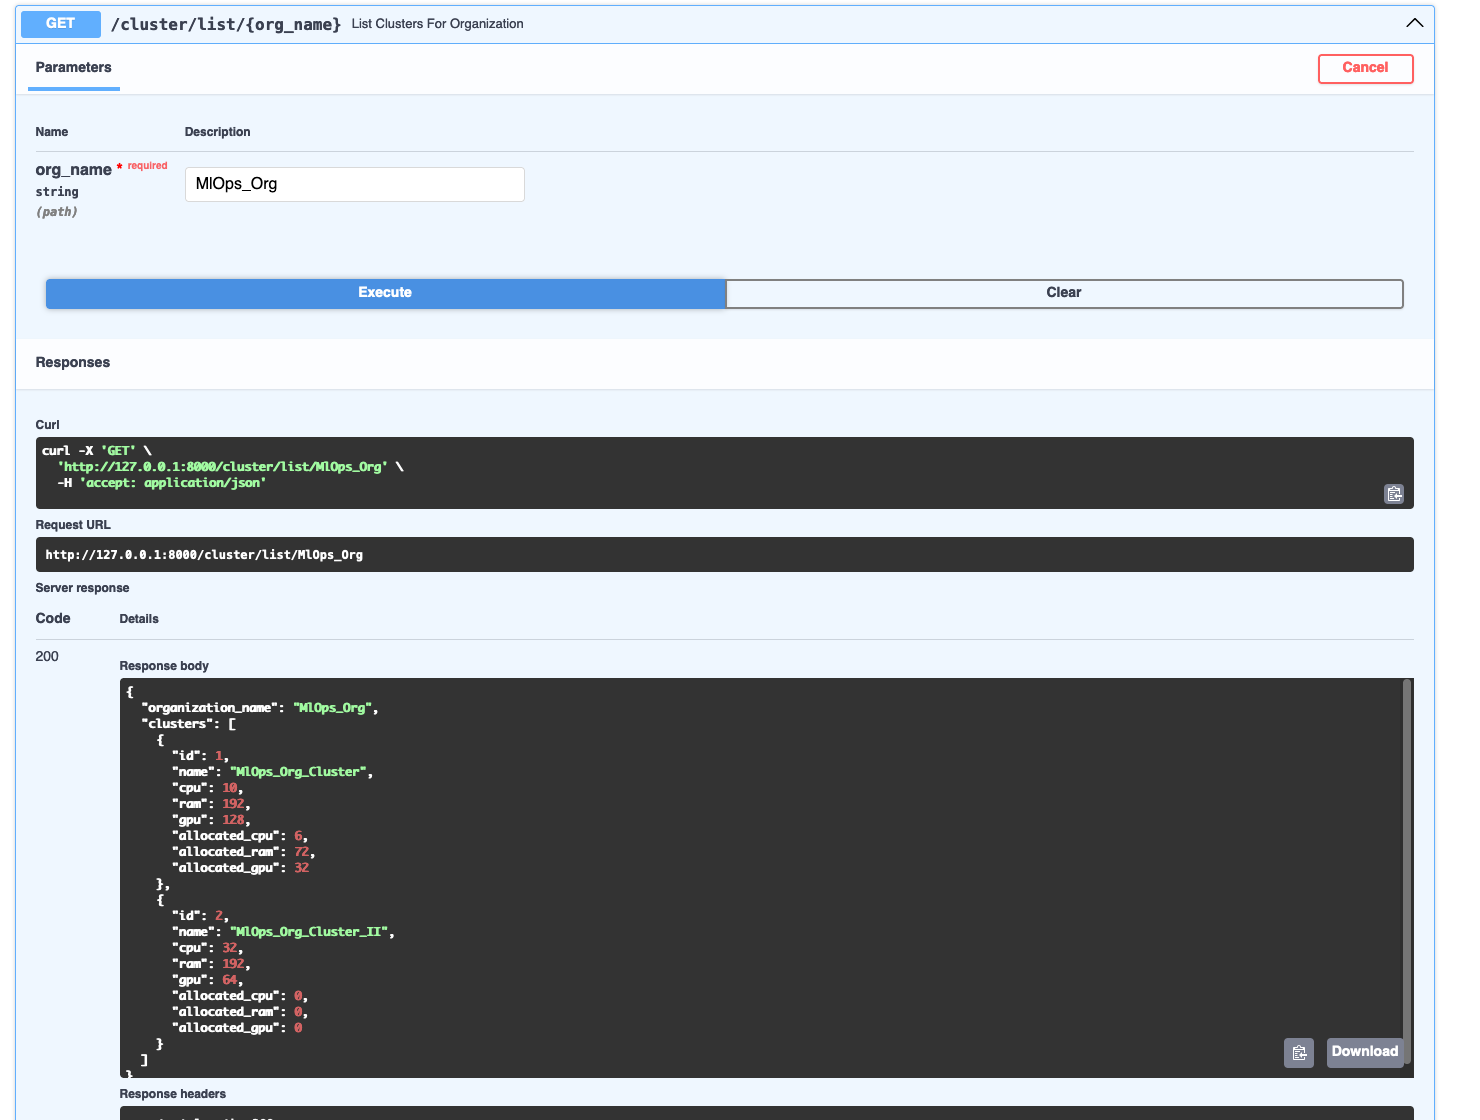 GET /cluster/list/{org_name} List Clusters For Organization
Parameters
Cancel
Name Description
org_name * required
string
(path)
MlOps_Org
Execute Clear
Responses
Curl
curl -X 'GET' \
'http://127.0.0.1:8000/cluster/list/MlOps_Org' \
-H 'accept: application/json'
Request URL
http://127.0.0.1:8000/cluster/list/MlOps_Org
Server response
Code Details
200
Response body
{
"organization_name": "MlOps_Org",
"clusters": [
{
"id": 1,
"name": "MlOps_Org_Cluster",
"cpu": 10,
"ram": 192,
"gpu": 128,
"allocated_cpu": 6,
"allocated_ram": 72,
"allocated_gpu": 32
},
{
"id": 2,
"name": "MlOps_Org_Cluster_II",
"cpu": 32,
"ram": 192,
"gpu": 64,
"allocated_cpu": 0,
"allocated_ram": 0,
"allocated_gpu": 0
}
]
}
Download
Response headers